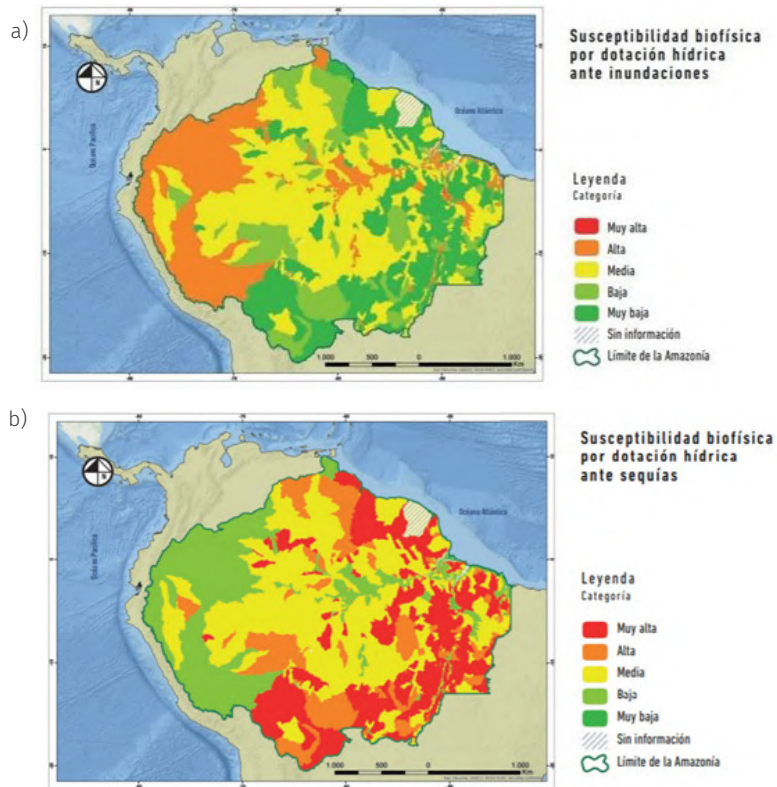 a)
Susceptibilidad biofísica
por dotación hídrica
ante inundaciones
Océano Atlántico
Océano Pacífico
N
Leyenda
Categoría
Muy alta
Alta
Media
Baja
Muy baja
Sin información
Límite de la Amazonía
1.000 500 0 1.000
Km
b)
Susceptibilidad biofísica
por dotación hídrica
ante sequías
Océano Atlántico
Océano Pacífico
N
Leyenda
Categoría
Muy alta
Alta
Media
Baja
Muy baja
Sin información
Límite de la Amazonía
1.000 500 0 1.000
Km